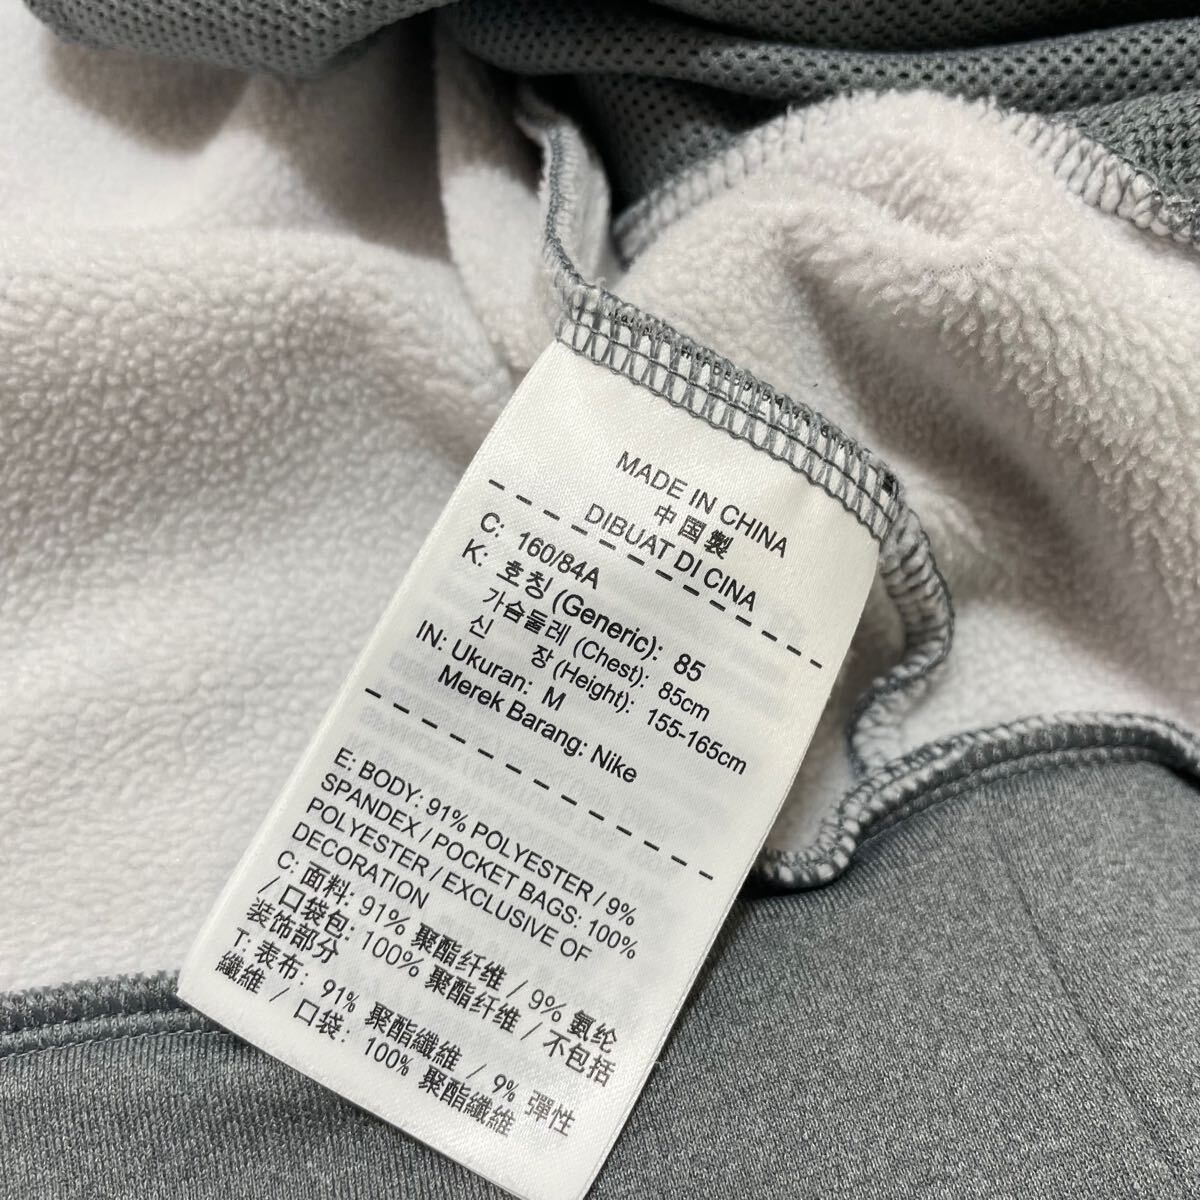 MADE IN CHINA
中国製
DIBUAT DI CINA
C: 160/84A
K: 호칭 (Generic): 85
가슴둘레 (Chest): 85cm
신 장 (Height): 155-165cm
IN: Ukuran: M
Merek Barang: Nike
E: BODY: 91% POLYESTER / 9%
SPANDEX / POCKET BAGS: 100%
POLYESTER / EXCLUSIVE OF
DECORATION
C: 面料: 91% 聚酯纤维 / 9% 氨纶
/ 口袋包: 100% 聚酯纤维 / 不包括
装饰部分
T: 表布: 91% 聚酯纖維 / 9% 彈性
纖維 / 口袋: 100% 聚酯纖維